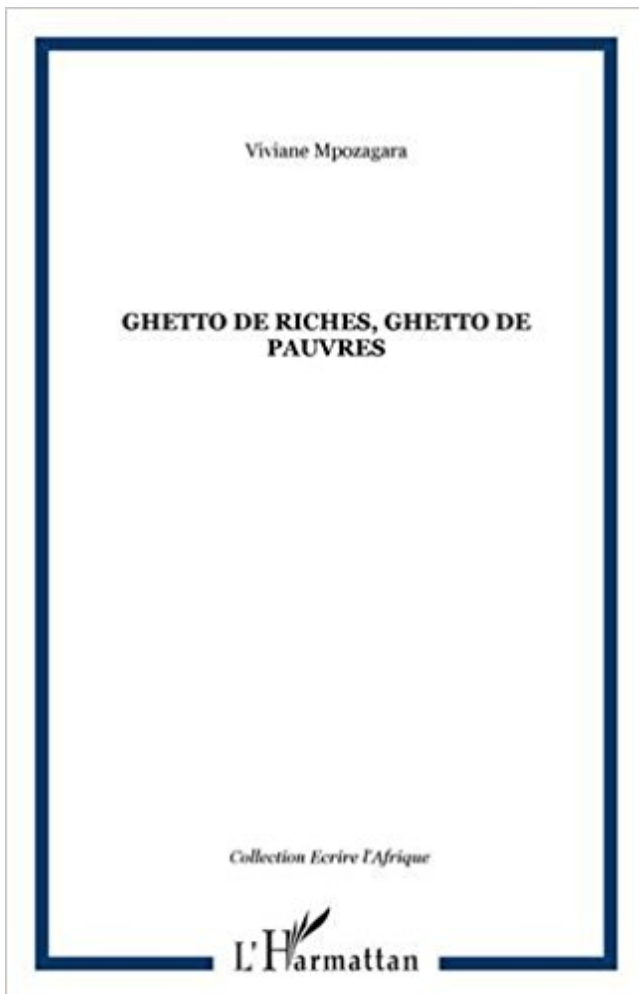 Viviane Mpozagara
GHETTO DE RICHES, GHETTO DE
PAUVRES
Collection Ecrire l'Afrique
L'Harmattan